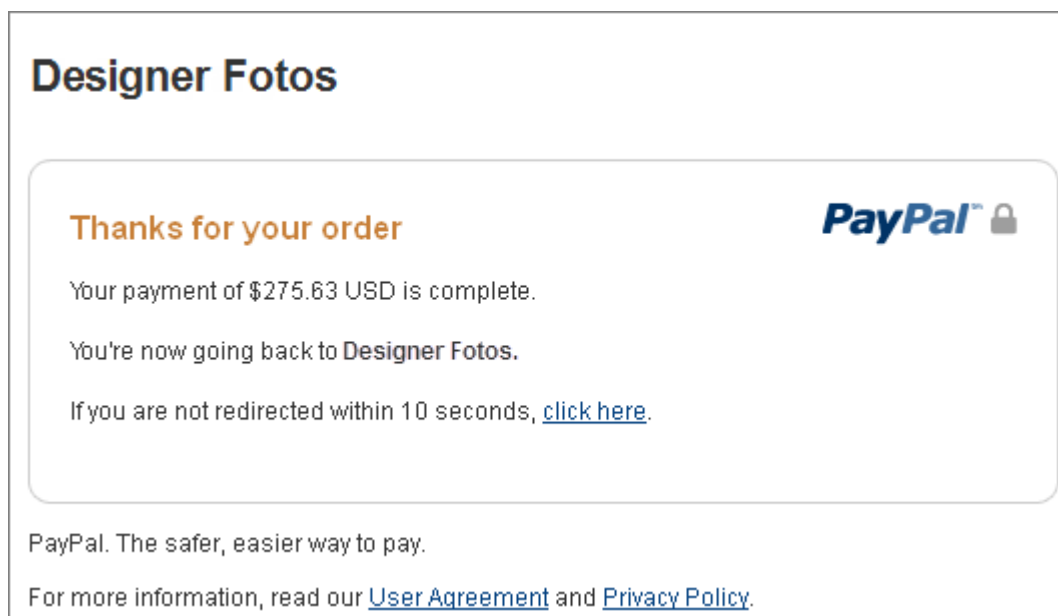 Designer Fotos
Thanks for your order
PayPal℠
Your payment of $275.63 USD is complete.
You're now going back to Designer Fotos.
If you are not redirected within 10 seconds, click here.
PayPal. The safer, easier way to pay.
For more information, read our User Agreement and Privacy Policy.